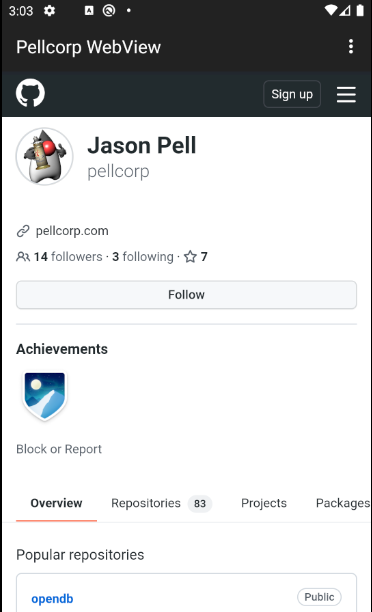 3:03
Pellcorp WebView
Sign up
Jason Pell
pellcorp
pellcorp.com
14 followers · 3 following · 7
Follow
Achievements
Block or Report
Overview Repositories 83 Projects Packages
Popular repositories
opendb Public